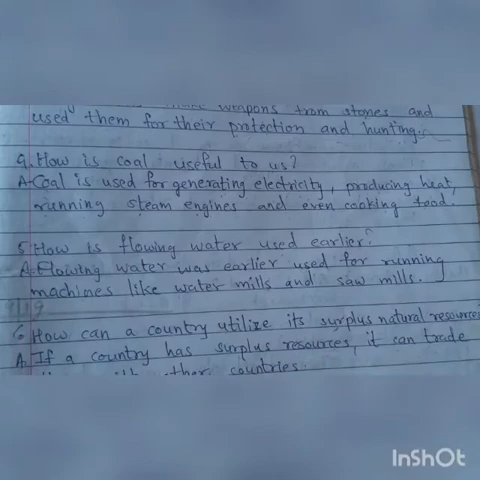 weapons from stones and
used them for their protection and hunting.
4. How is coal useful to us?
A-Coal is used for generating electricity, producing heat,
running steam engines and even cooking food.
5. How is flowing water used earlier?
A-Flowing water was earlier used for running
machines like water mills and saw mills.
6. How can a country utilize its surplus natural resources
A. If a country has surplus resources, it can trade
other countries.
InShOt